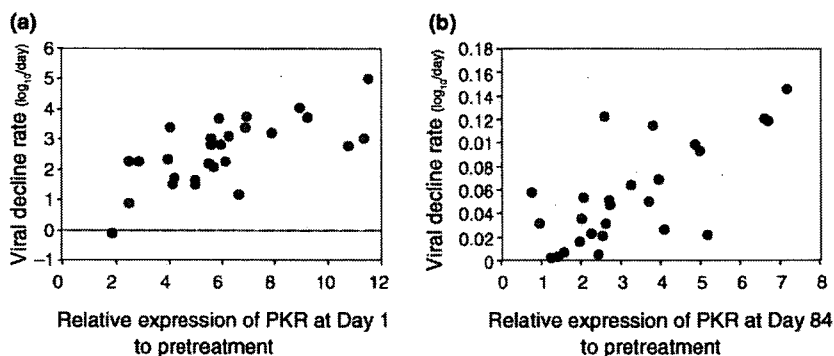 (a)
Viral decline rate (log10/day)
6
5
4
3
2
1
0
−1
0 2 4 6 8 10 12
Relative expression of PKR at Day 1
to pretreatment
(b)
Viral decline rate (log10/day)
0.18
0.16
0.14
0.12
0.10
0.08
0.06
0.04
0.02
0
0 1 2 3 4 5 6 7 8
Relative expression of PKR at Day 84
to pretreatment